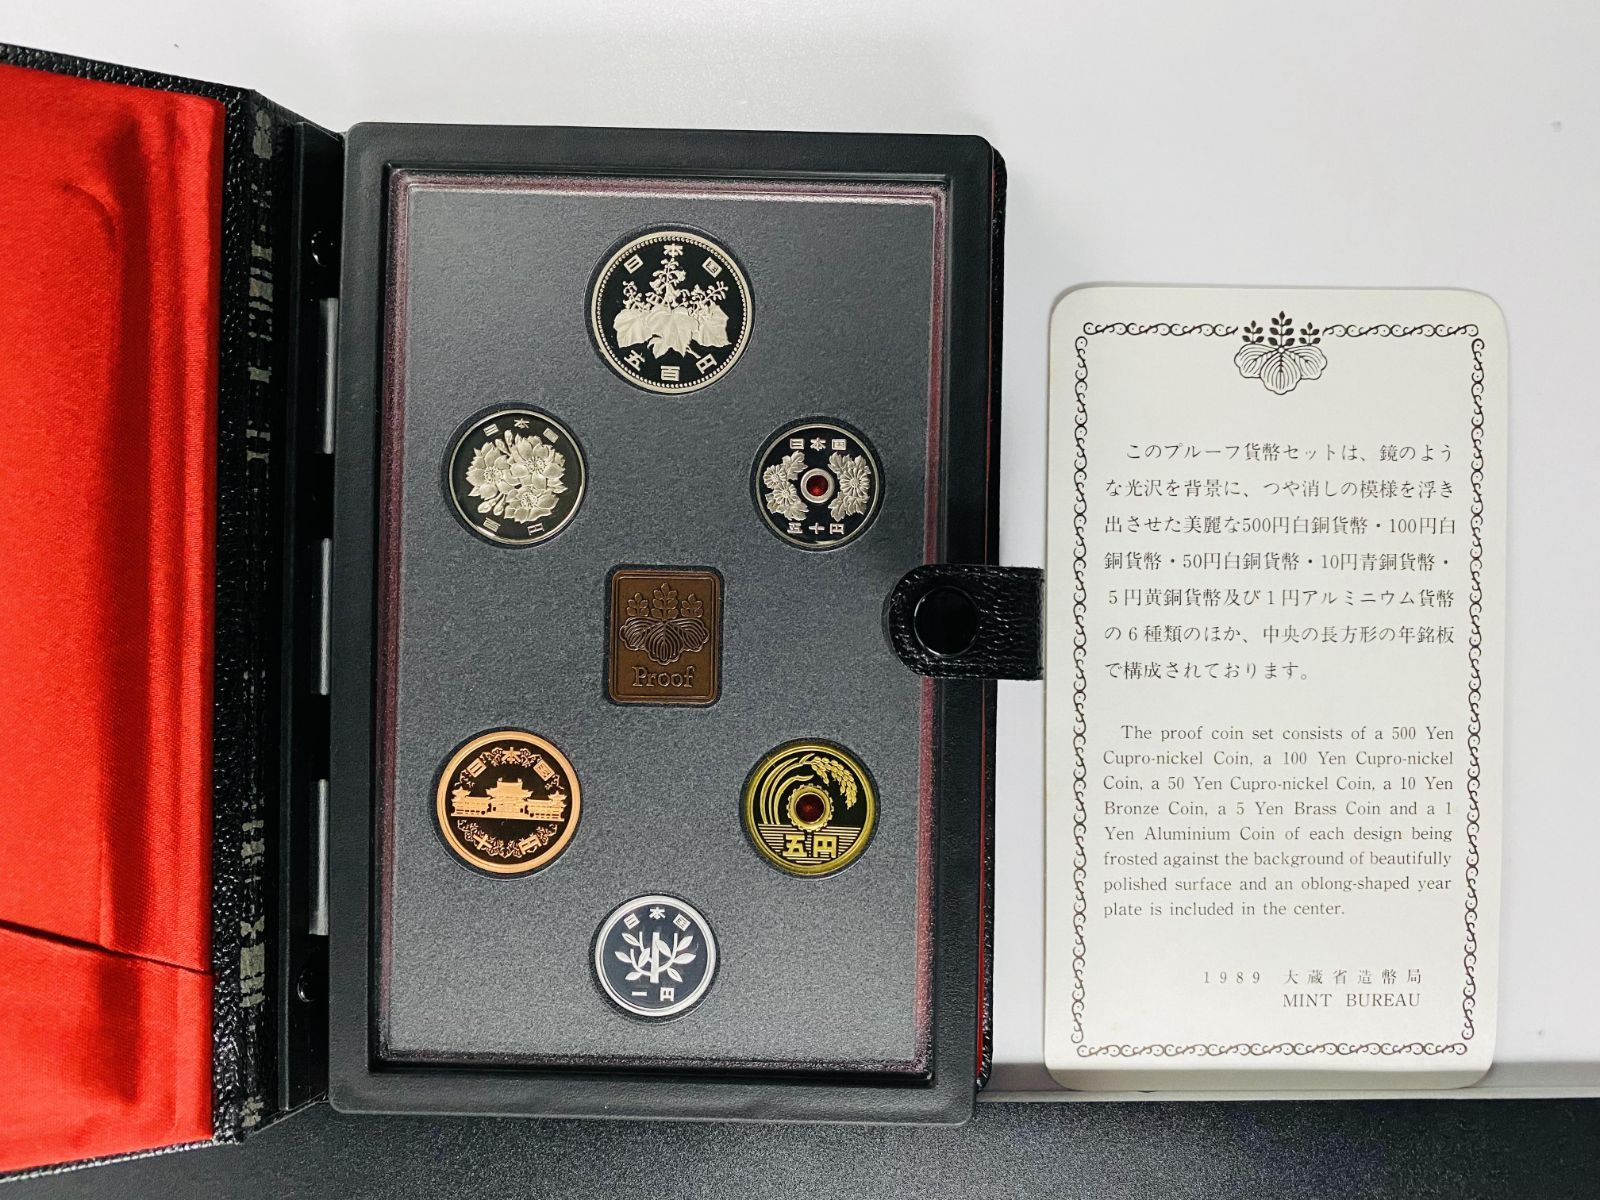 日本国
五百円
日本国
日本国
五十円
Proof
日本国
十円
五円
日本国
一円
このプルーフ貨幣セットは、鏡のよう
な光沢を背景に、つや消しの模様を浮き
出させた美麗な500円白銅貨幣・100円白
銅貨幣・50円白銅貨幣・10円青銅貨幣・
5円黄銅貨幣及び1円アルミニウム貨幣
の6種類のほか、中央の長方形の年銘板
で構成されております。
The proof coin set consists of a 500 Yen
Cupro-nickel Coin, a 100 Yen Cupro-nickel
Coin, a 50 Yen Cupro-nickel Coin, a 10 Yen
Bronze Coin, a 5 Yen Brass Coin and a 1
Yen Aluminium Coin of each design being
frosted against the background of beautifully
polished surface and an oblong-shaped year
plate is included in the center.
1989 大蔵省造幣局
MINT BUREAU